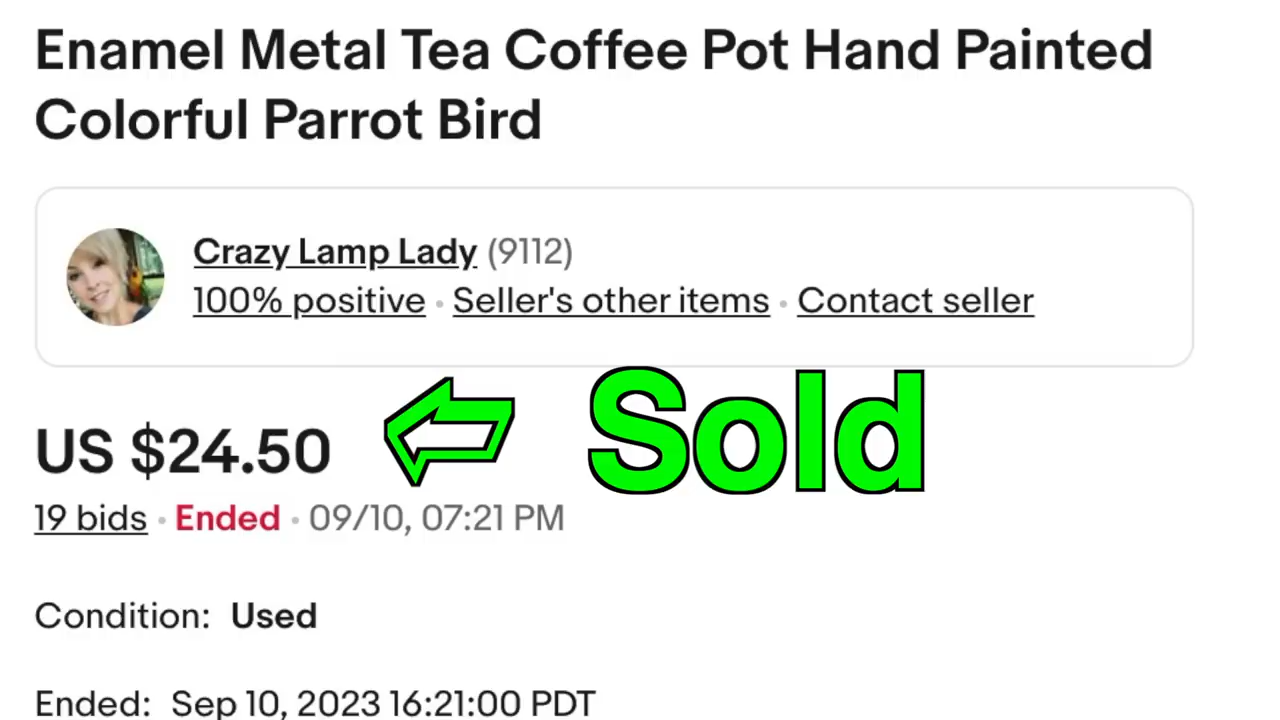 Enamel Metal Tea Coffee Pot Hand Painted
Colorful Parrot Bird
Crazy Lamp Lady (9112)
100% positive • Seller's other items • Contact seller
US $24.50
Sold
19 bids • Ended • 09/10, 07:21 PM
Condition: Used
Ended: Sep 10, 2023 16:21:00 PDT